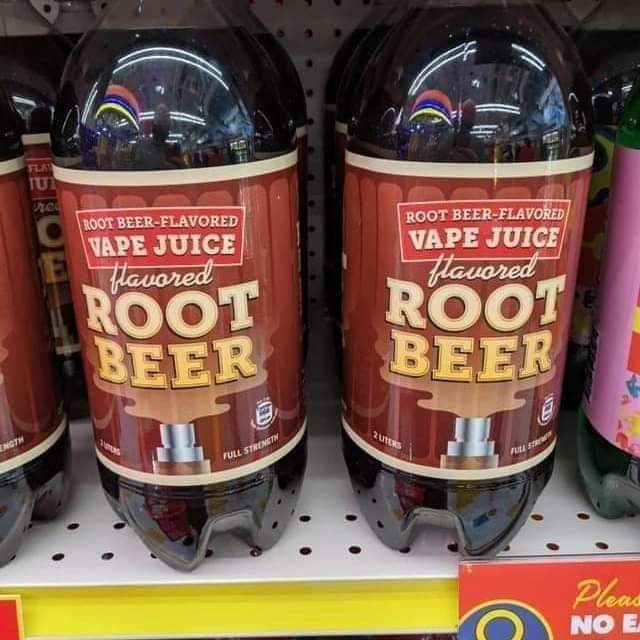 ROOT BEER-FLAVORED
VAPE JUICE
flavored
ROOT
BEER
2 LITERS
FULL STRENGTH
ROOT BEER-FLAVORED
VAPE JUICE
flavored
ROOT
BEER
2 LITERS
FULL STRENGTH
NO